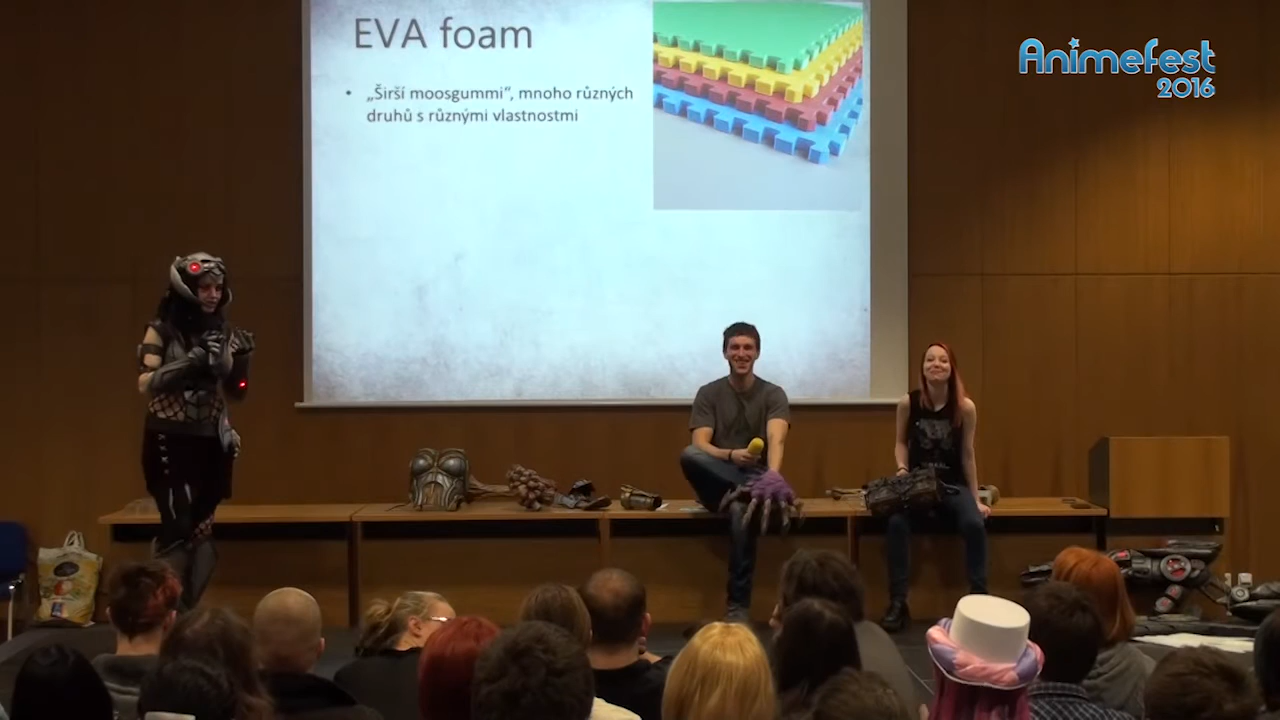 EVA foam
• „Širší moosgummi“, mnoho různých
druhů s různými vlastnostmi
AnimeFest
2016